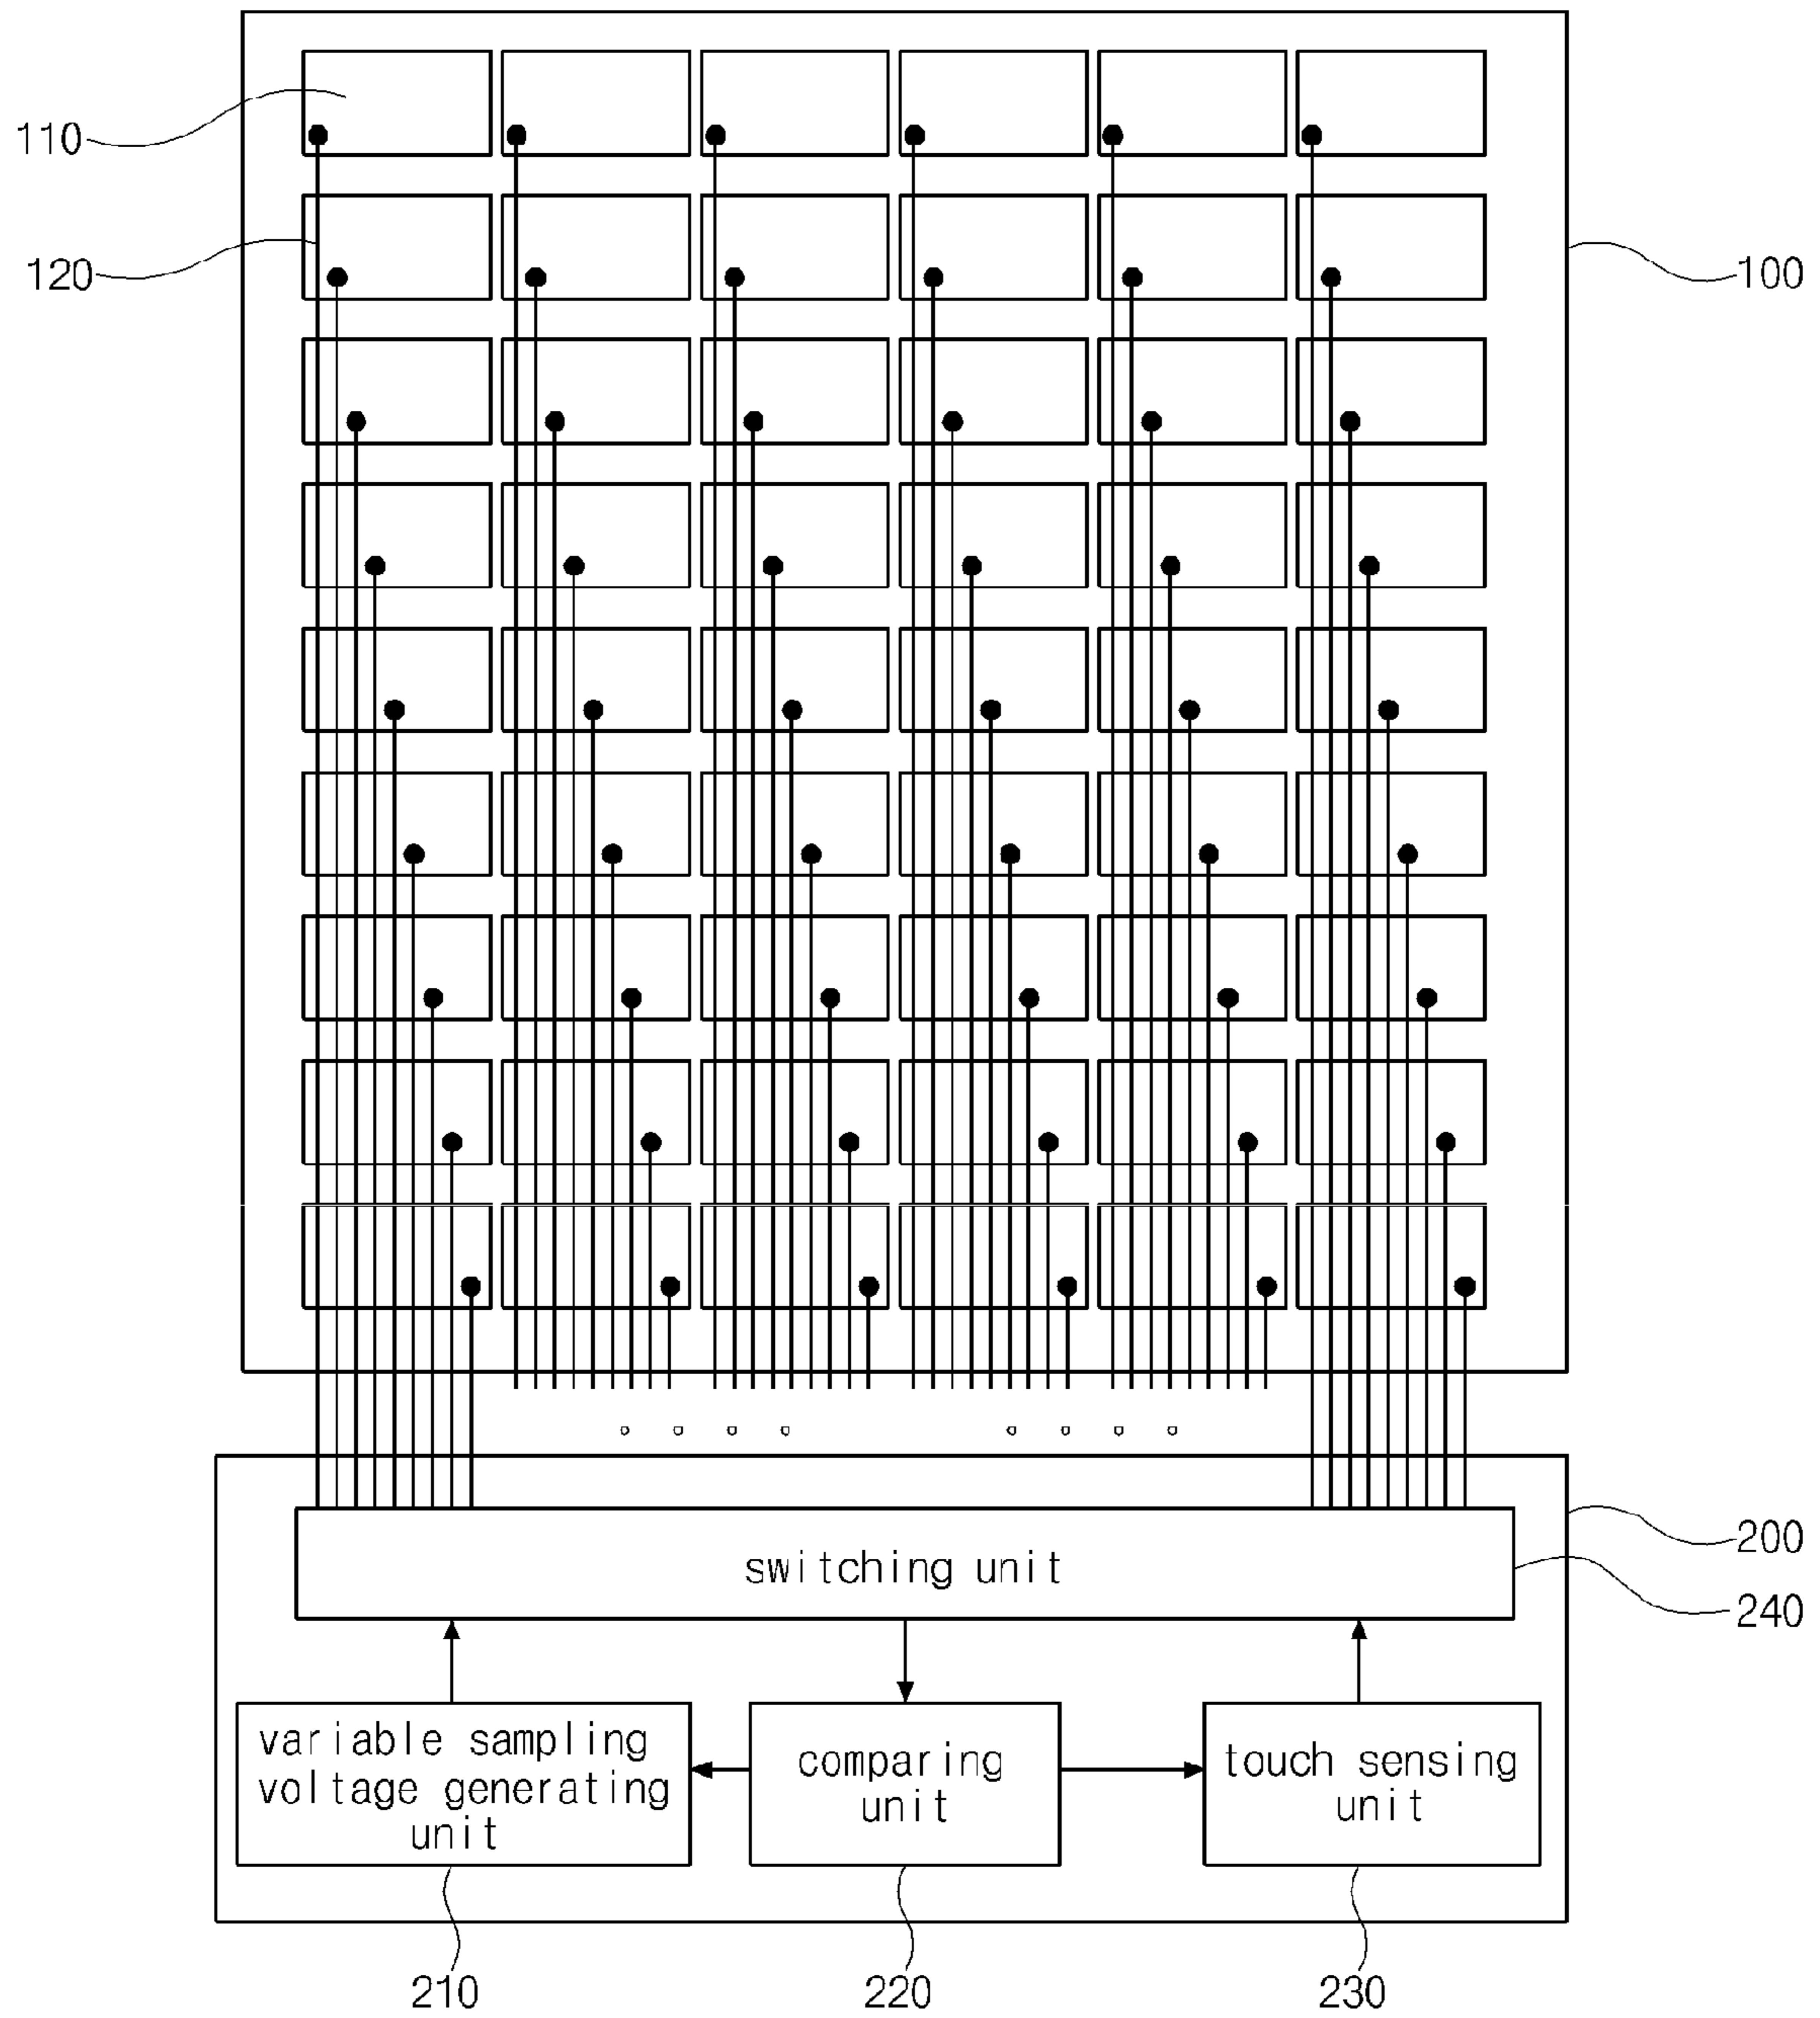 110
120
100
200
switching unit
240
variable sampling
voltage generating
unit
comparing
unit
touch sensing
unit
210
220
230